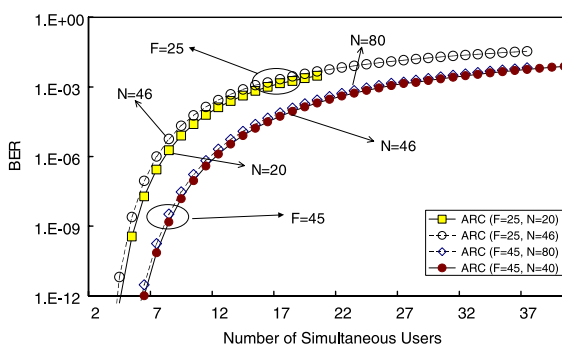 1.E+00
1.E-03
1.E-06
1.E-09
1.E-12
BER
F=25
N=80
N=46
N=46
N=20
F=45
ARC (F=25, N=20)
ARC (F=25, N=46)
ARC (F=45, N=80)
ARC (F=45, N=40)
2 7 12 17 22 27 32 37
Number of Simultaneous Users